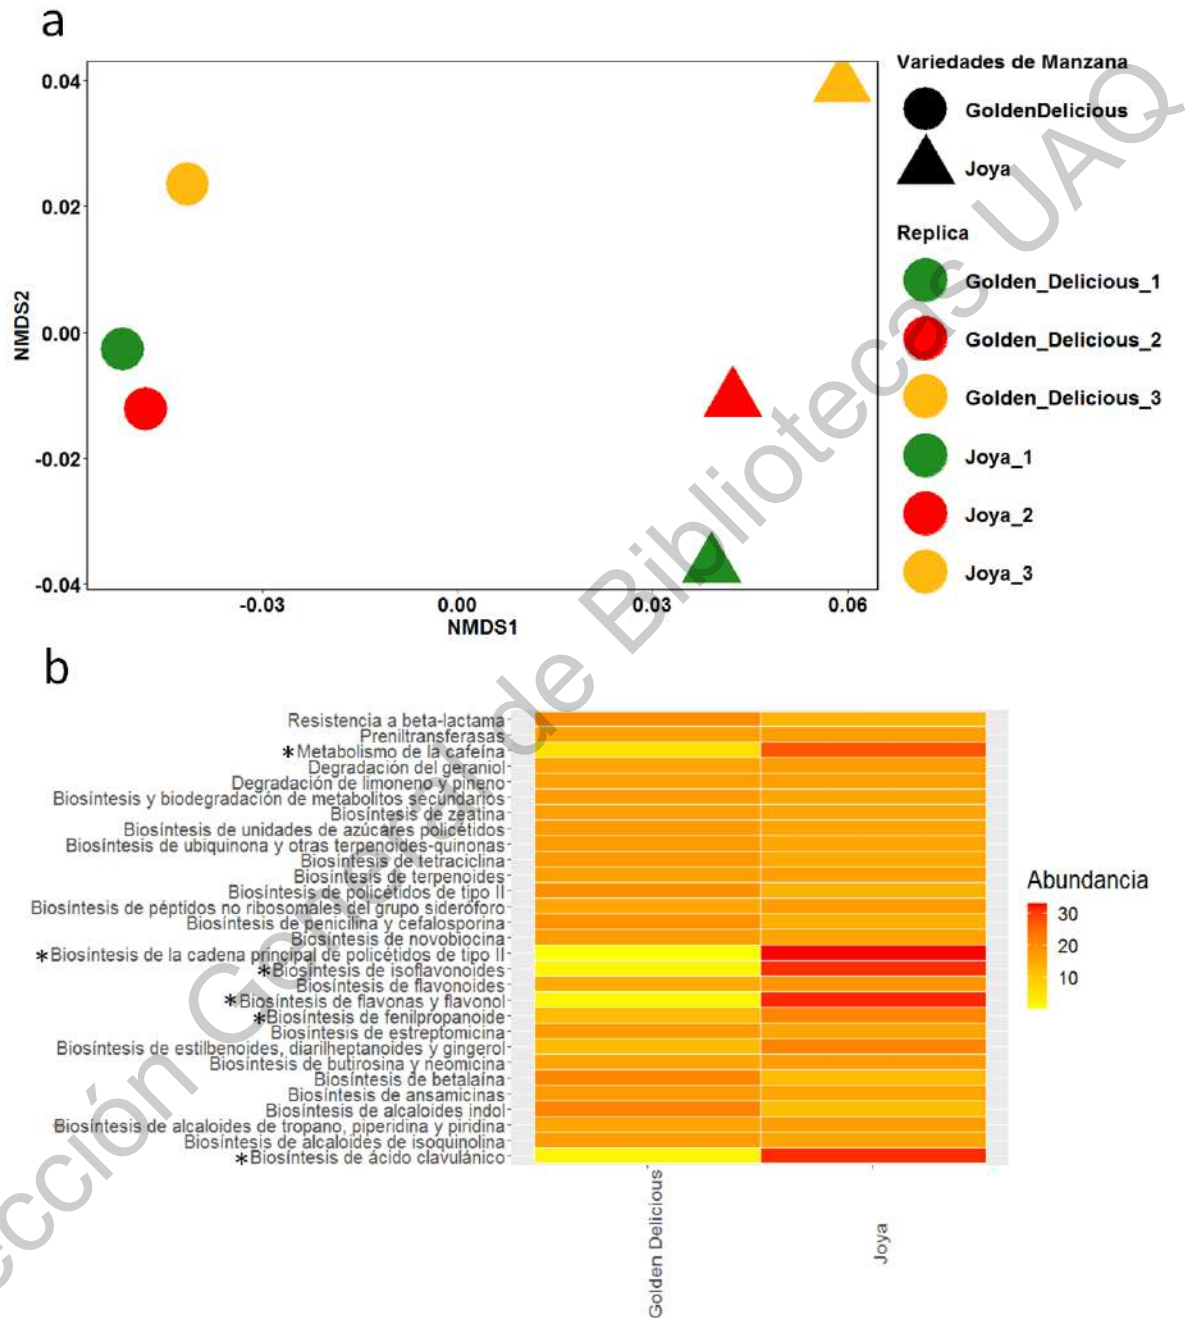 a
0.04
0.02
0.00
-0.02
-0.04
NMDS2
-0.03
0.00
0.03
0.06
NMDS1
Variedades de Manzana
GoldenDelicious
Joya
Replica
Golden_Delicious_1
Golden_Delicious_2
Golden_Delicious_3
Joya_1
Joya_2
Joya_3
b
Resistencia a beta-lactama
Preniltransferasas
*Metabolismo de la cafeína
Degradación del geraniol
Degradación de limoneno y pineno
Biosíntesis y biodegradación de metabolitos secundarios
Biosíntesis de zeatina
Biosíntesis de unidades de azúcares policétidos
Biosíntesis de ubiquinona y otras terpenoides-quinonas
Biosíntesis de tetraciclina
Biosíntesis de terpenoides
Biosíntesis de policétidos de tipo II
Biosíntesis de péptidos no ribosomales del grupo sideróforo
Biosíntesis de penicilina y cefalosporina
Biosíntesis de novobiocina
*Biosíntesis de la cadena principal de policétidos de tipo II
*Biosíntesis de isoflavonoides
Biosíntesis de flavonoides
*Biosíntesis de flavonas y flavonol
*Biosíntesis de fenilpropanoide
Biosíntesis de estreptomicina
Biosíntesis de estilbenoides, diarilheptanoides y gingerol
Biosíntesis de butirosina y neomicina
Biosíntesis de betalaína
Biosíntesis de ansamicinas
Biosíntesis de alcaloides indol
Biosíntesis de alcaloides de tropano, piperidina y piridina
Biosíntesis de alcaloides de isoquinolina
*Biosíntesis de ácido clavulánico
Golden Delicious
Joya
Abundancia
30
20
10
ección General de Bibliotecas UAQ